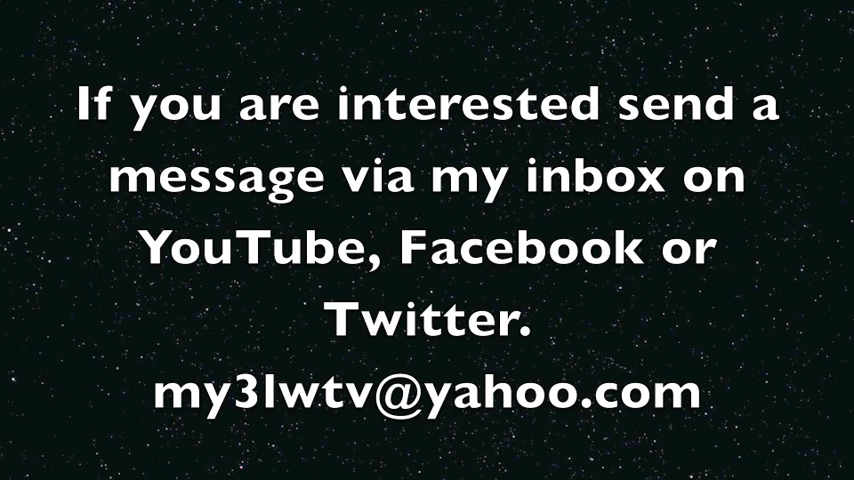 If you are interested send a
message via my inbox on
YouTube, Facebook or
Twitter.
my3lwtv@yahoo.com